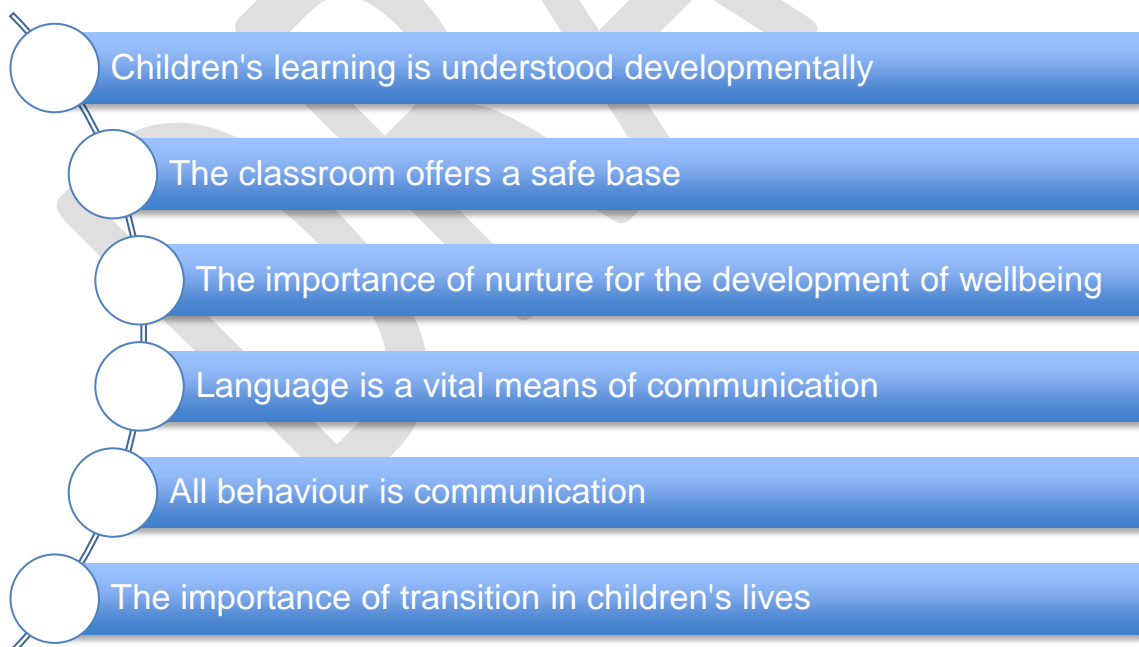 Children's learning is understood developmentally
The classroom offers a safe base
The importance of nurture for the development of wellbeing
Language is a vital means of communication
All behaviour is communication
The importance of transition in children's lives